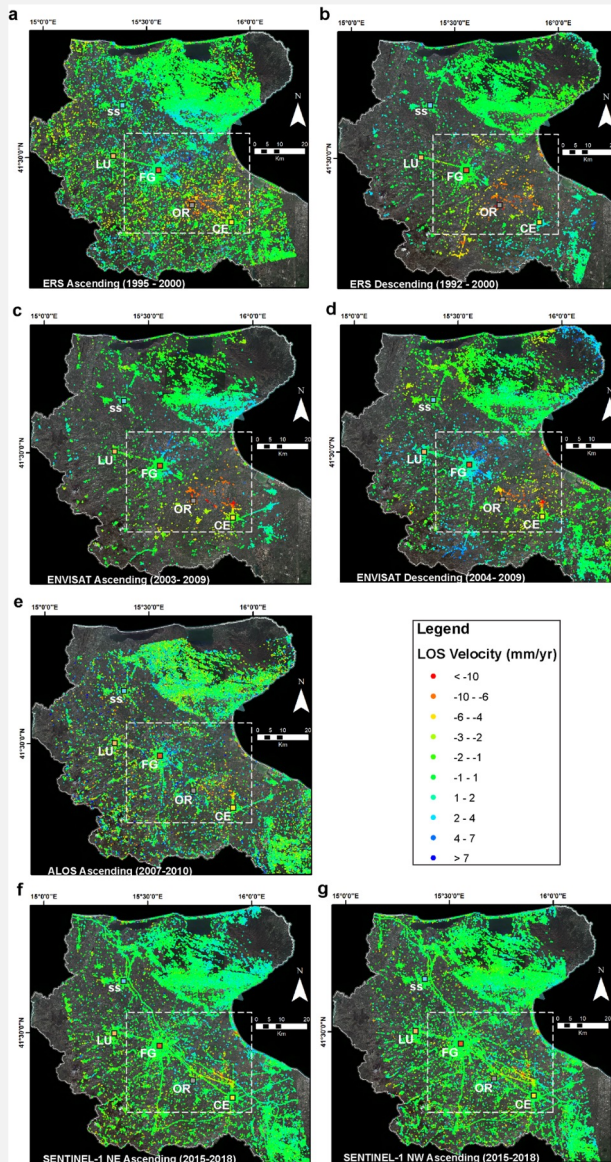 a
15°0'0"E 15°30'0"E 16°0'0"E
41°30'0"N
N
0 5 10 20
Km
SS
LU
FG
OR
CE
ERS Ascending (1995 - 2000)
b
15°0'0"E 15°30'0"E 16°0'0"E
41°30'0"N
N
0 5 10 20
Km
SS
LU
FG
OR
CE
ERS Descending (1992 - 2000)
c
15°0'0"E 15°30'0"E 16°0'0"E
41°30'0"N
N
0 5 10 20
Km
SS
LU
FG
OR
CE
ENVISAT Ascending (2003- 2009)
d
15°0'0"E 15°30'0"E 16°0'0"E
41°30'0"N
N
0 5 10 20
Km
SS
LU
FG
OR
CE
ENVISAT Descending (2004- 2009)
e
15°0'0"E 15°30'0"E 16°0'0"E
41°30'0"N
N
0 5 10 20
Km
SS
LU
FG
OR
CE
ALOS Ascending (2007-2010)
Legend
LOS Velocity (mm/yr)
< -10
-10 - -6
-6 - -4
-3 - -2
-2 - -1
-1 - 1
1 - 2
2 - 4
4 - 7
> 7
f
15°0'0"E 15°30'0"E 16°0'0"E
41°30'0"N
N
0 5 10 20
Km
SS
LU
FG
OR
CE
SENTINEL-1 NE Ascending (2015-2018)
g
15°0'0"E 15°30'0"E 16°0'0"E
41°30'0"N
N
0 5 10 20
Km
SS
LU
FG
OR
CE
SENTINEL-1 NW Ascending (2015-2018)